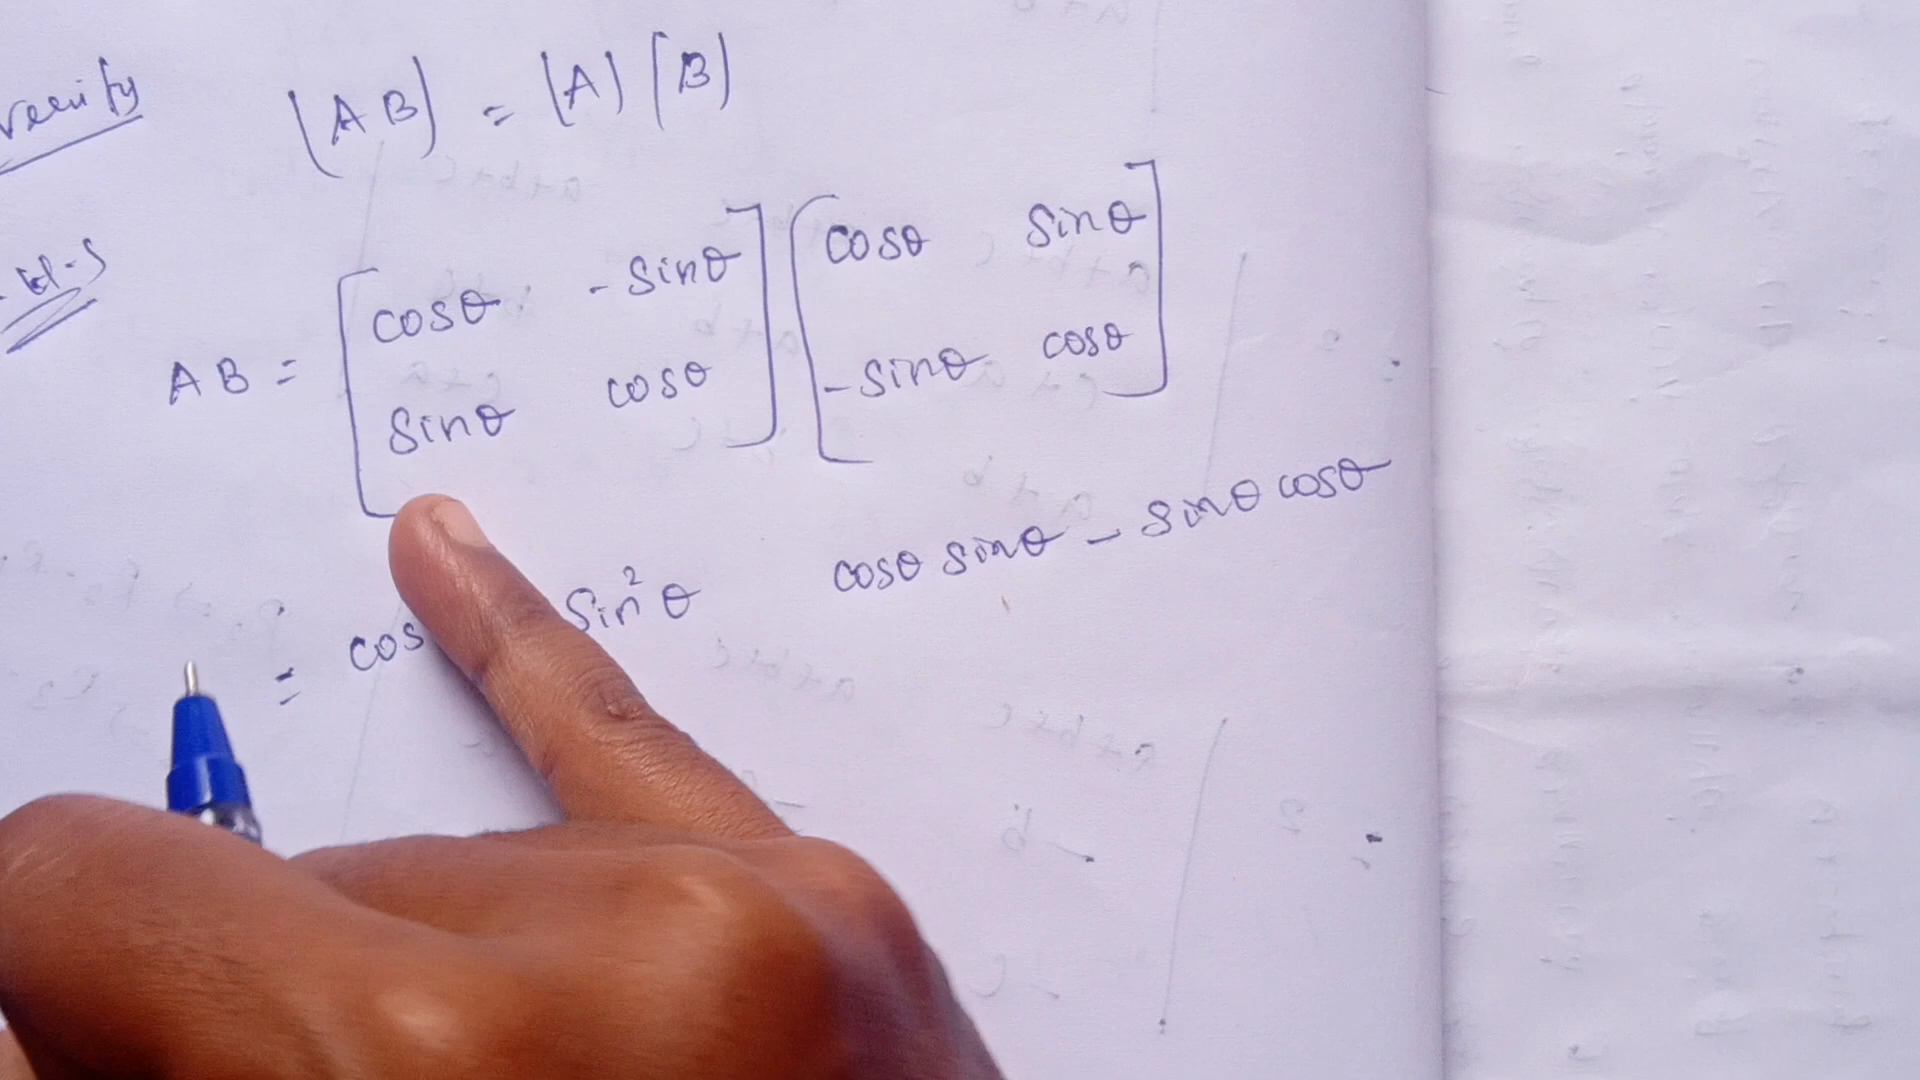 verify |AB| = |A| |B|
AB = [cosθ -sinθ] [cosθ sinθ]
[sinθ cosθ] [-sinθ cosθ]
= cos sin²θ cosθ sinθ - sinθ cosθ